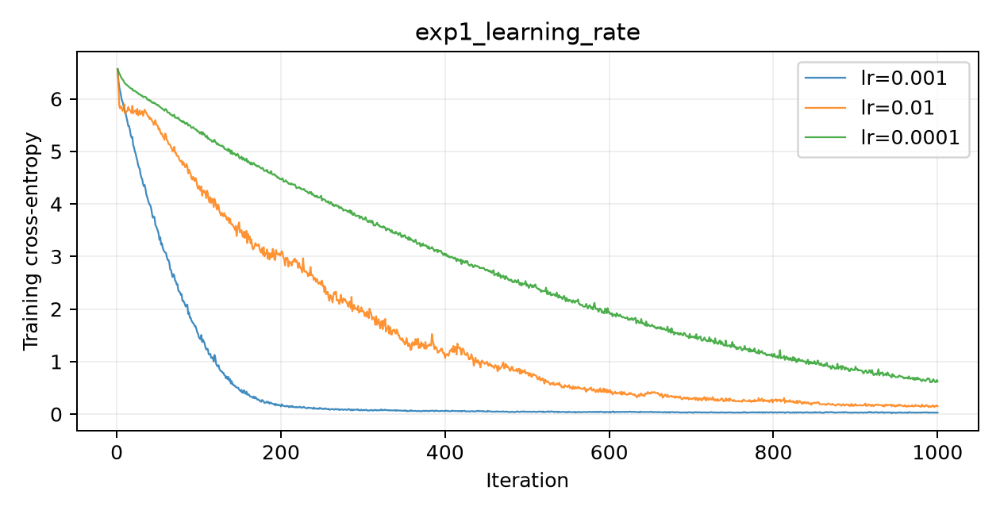 exp1_learning_rate
Training cross-entropy
6
5
4
3
2
1
0
lr=0.001
lr=0.01
lr=0.0001
0 200 400 600 800 1000
Iteration